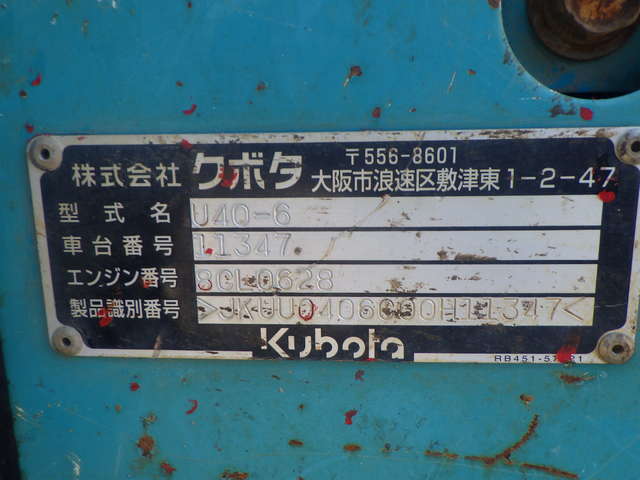 株式会社 クボタ 〒556-8601
大阪市浪速区敷津東1-2-47
型式名 U40-6
車台番号 11347
エンジン番号 8GL0628
製品識別番号
Kubota